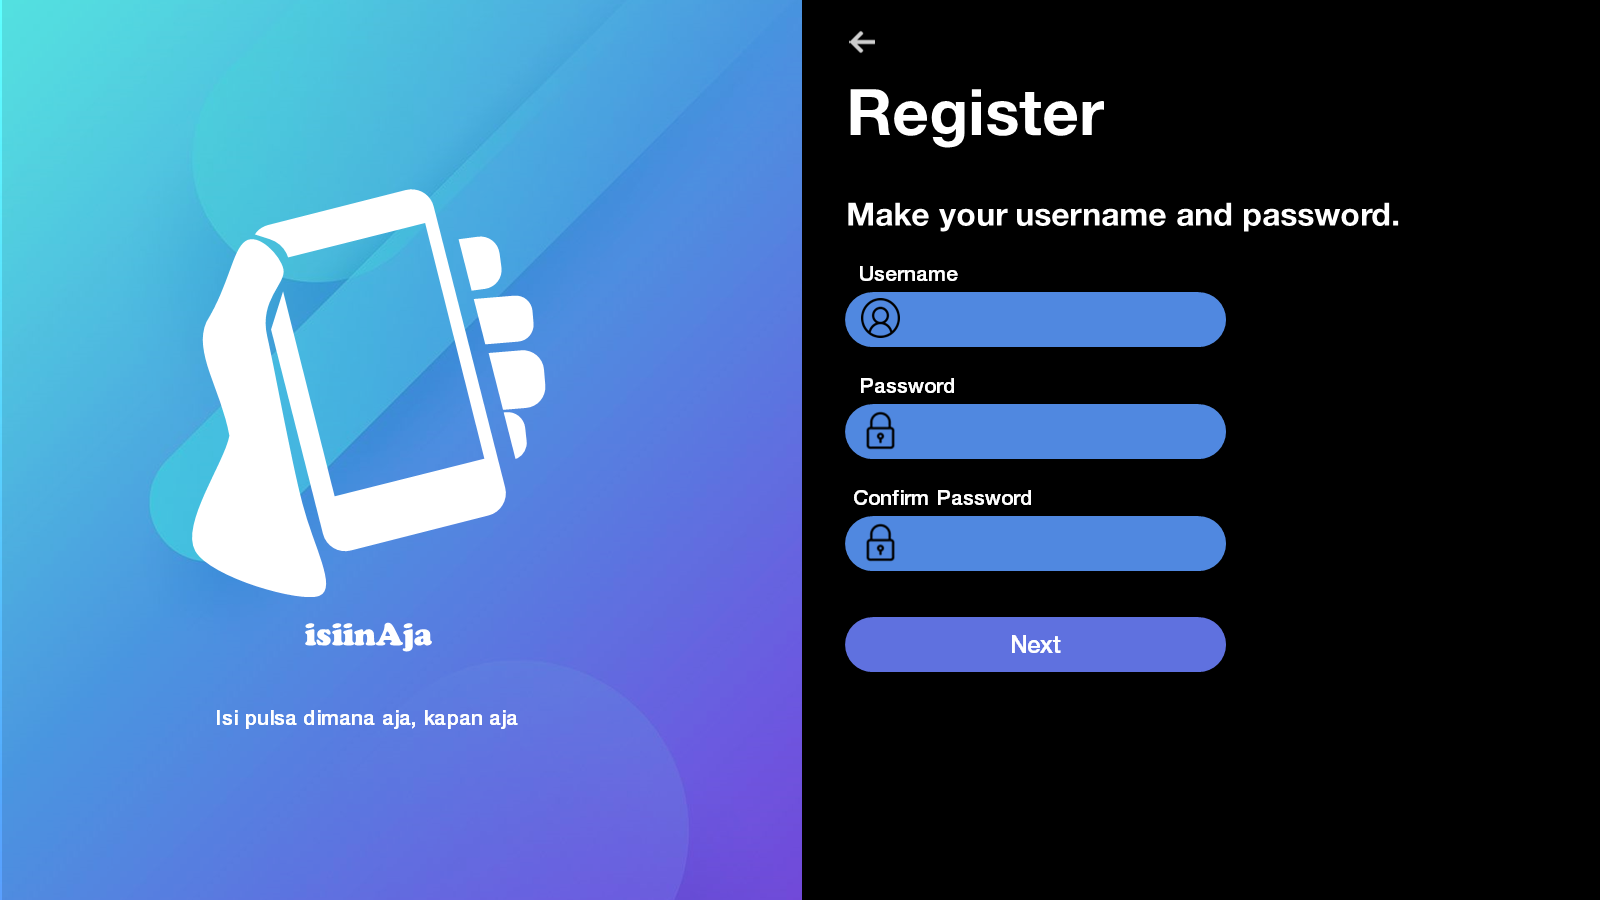 isiinAja
Isi pulsa dimana aja, kapan aja
Register
Make your username and password.
Username
Password
Confirm Password
Next